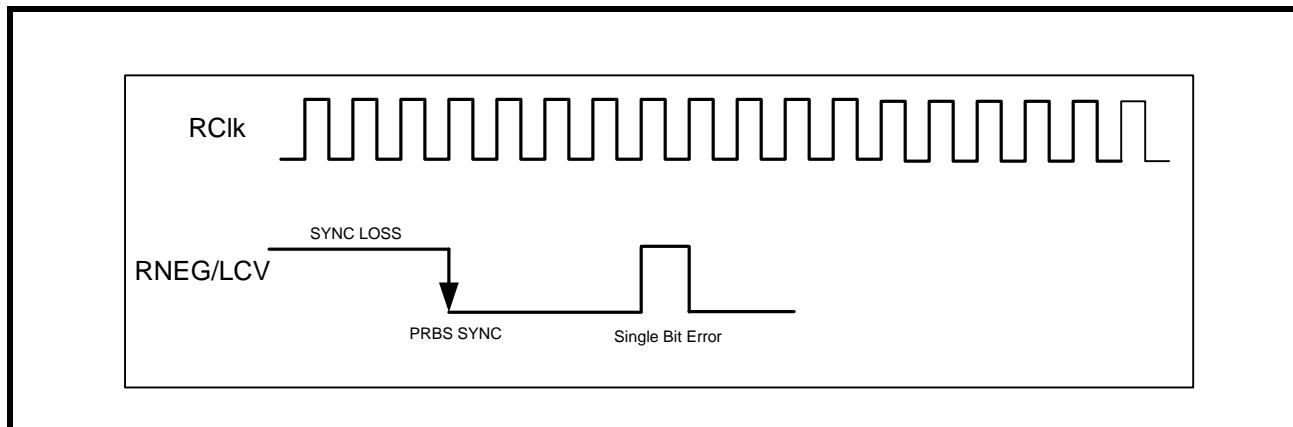 RClk
SYNC LOSS
RNEG/LCV
PRBS SYNC
Single Bit Error